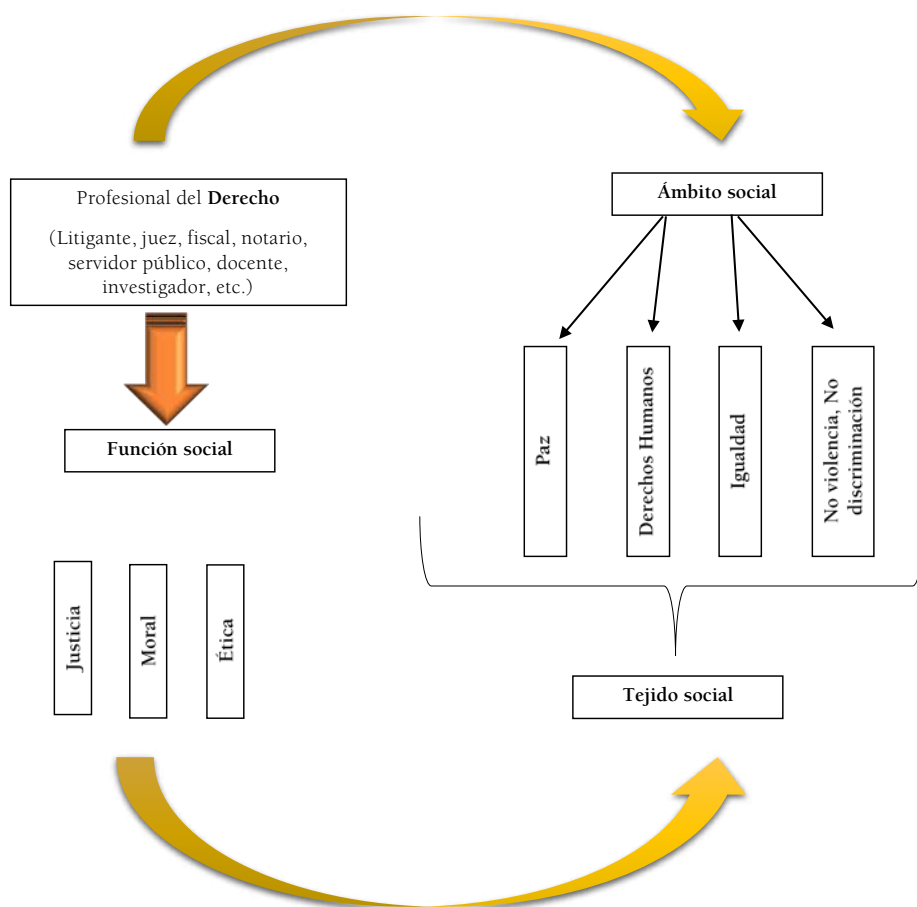 Profesional del Derecho
(Litigante, juez, fiscal, notario,
servidor público, docente,
investigador, etc.)
Función social
Justicia
Moral
Ética
Ámbito social
Paz
Derechos Humanos
Igualdad
No violencia, No
discriminación
Tejido social